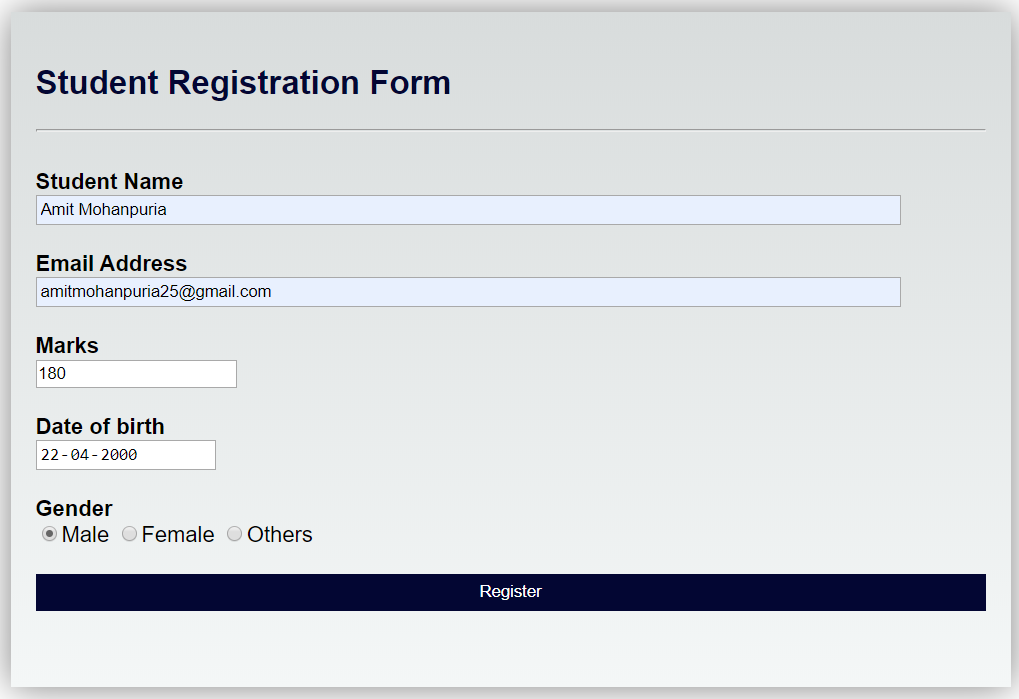 Student Registration Form
Student Name
Amit Mohanpuria
Email Address
amitmohanpuria25@gmail.com
Marks
180
Date of birth
22-04-2000
Gender
Male Female Others
Register